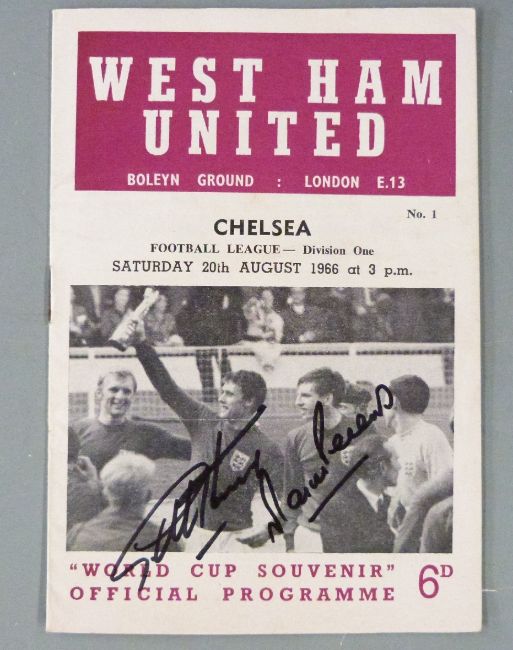 WEST HAM
UNITED
BOLEYN GROUND : LONDON E.13
No. 1
CHELSEA
FOOTBALL LEAGUE — Division One
SATURDAY 20th AUGUST 1966 at 3 p.m.
"WORLD CUP SOUVENIR"
OFFICIAL PROGRAMME 6D